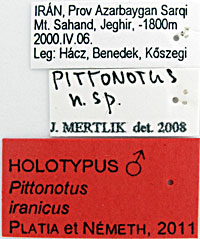 IRÁN, Prov Azarbaygan Sarqi
Mt. Sahand, Jeghir, -1800m
2000.IV.06.
Leg: Hácz, Benedek, Kőszegi
PITTONOTUS
n. sp.
J. MERTLIK det. 2008
HOLOTYPUS ♂
Pittonotus
iranicus
PLATIA et NÉMETH, 2011